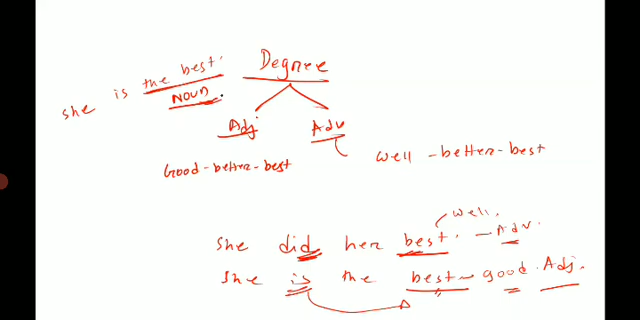 Degree
she is the best.
NOUN
Adj Adv
Good-better-best
well-better-best
well.
she did her best. - Adv.
She is the best - good. Adj.